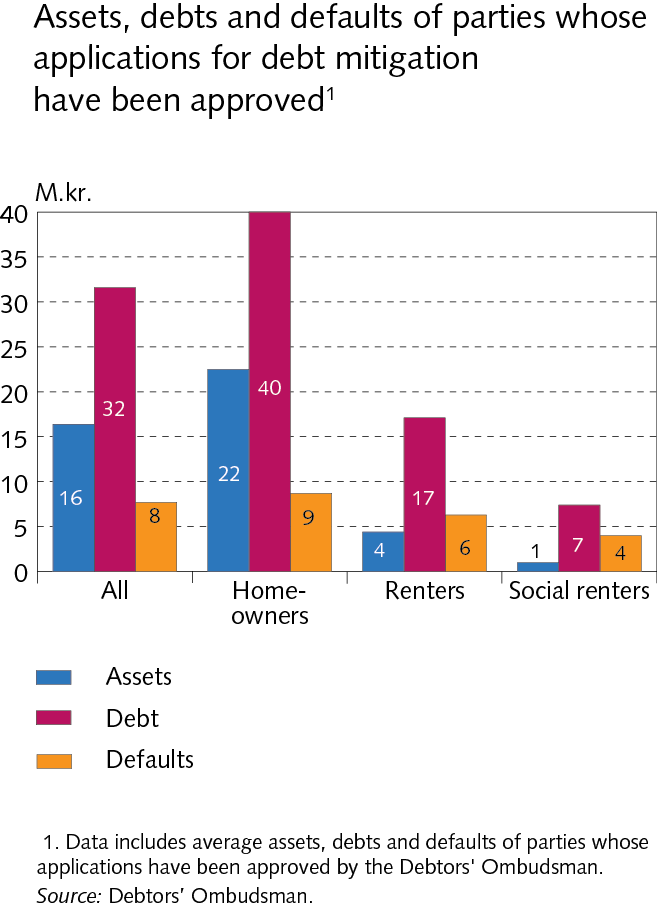 Assets, debts and defaults of parties whose
applications for debt mitigation
have been approved¹
M.kr.
40
35
30
25
20
15
10
5
0
16
32
8
22
40
9
4
17
6
1
7
4
All
Home-
owners
Renters
Social renters
Assets
Debt
Defaults
1. Data includes average assets, debts and defaults of parties whose
applications have been approved by the Debtors' Ombudsman.
Source: Debtors’ Ombudsman.